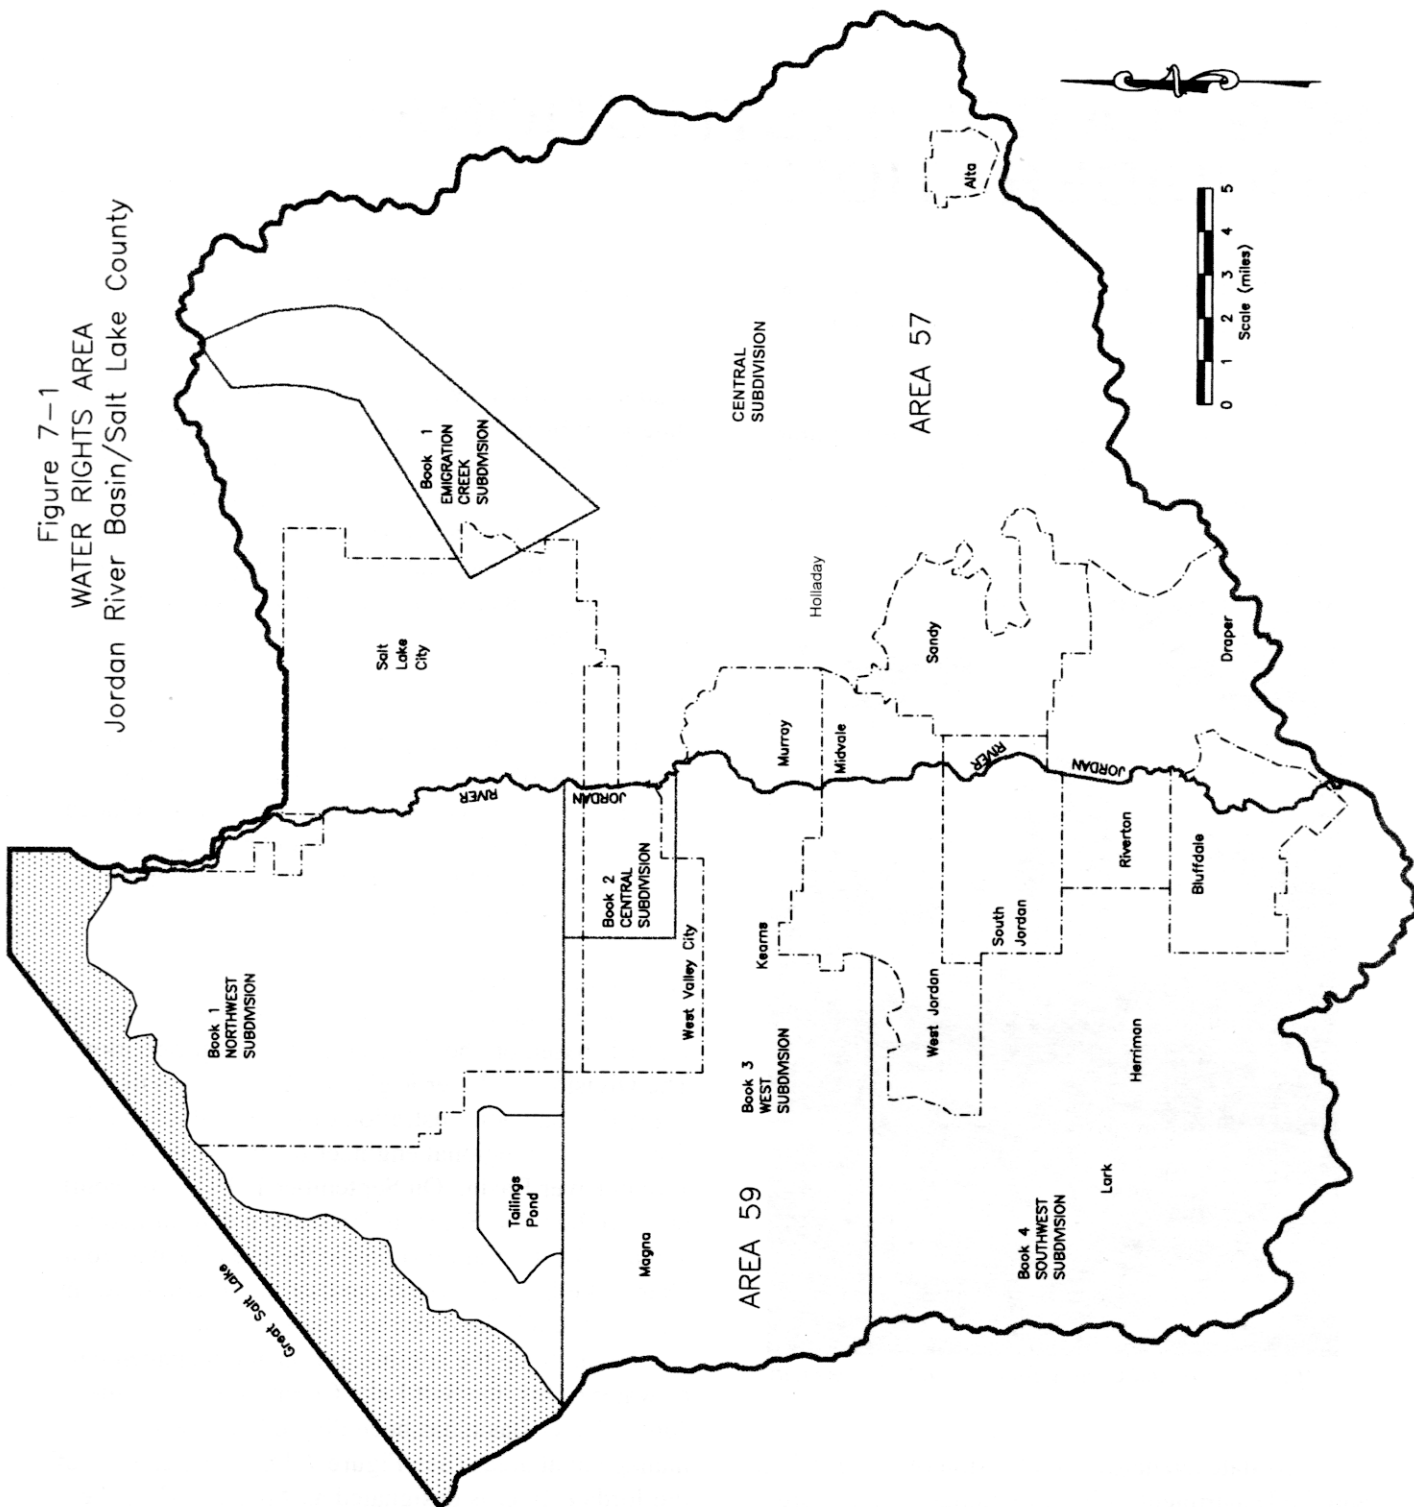 Figure 7-1
WATER RIGHTS AREA
Jordan River Basin/Salt Lake County
Great Salt Lake
Book 1
NORTHWEST
SUBDIVISION
Tailings
Pond
Salt
Lake
City
Book 1
EMIGRATION
CREEK
SUBDIVISION
RIVER
JORDAN
Book 2
CENTRAL
SUBDIVISION
Magna
West Valley City
Kearns
Book 3
WEST
SUBDIVISION
AREA 59
Murray
Midvale
Holladay
CENTRAL
SUBDIVISION
AREA 57
Alta
Sandy
RIVER
JORDAN
West Jordan
South
Jordan
Riverton
Bluffdale
Draper
Herriman
Lark
Book 4
SOUTHWEST
SUBDIVISION
0 1 2 3 4 5
Scale (miles)